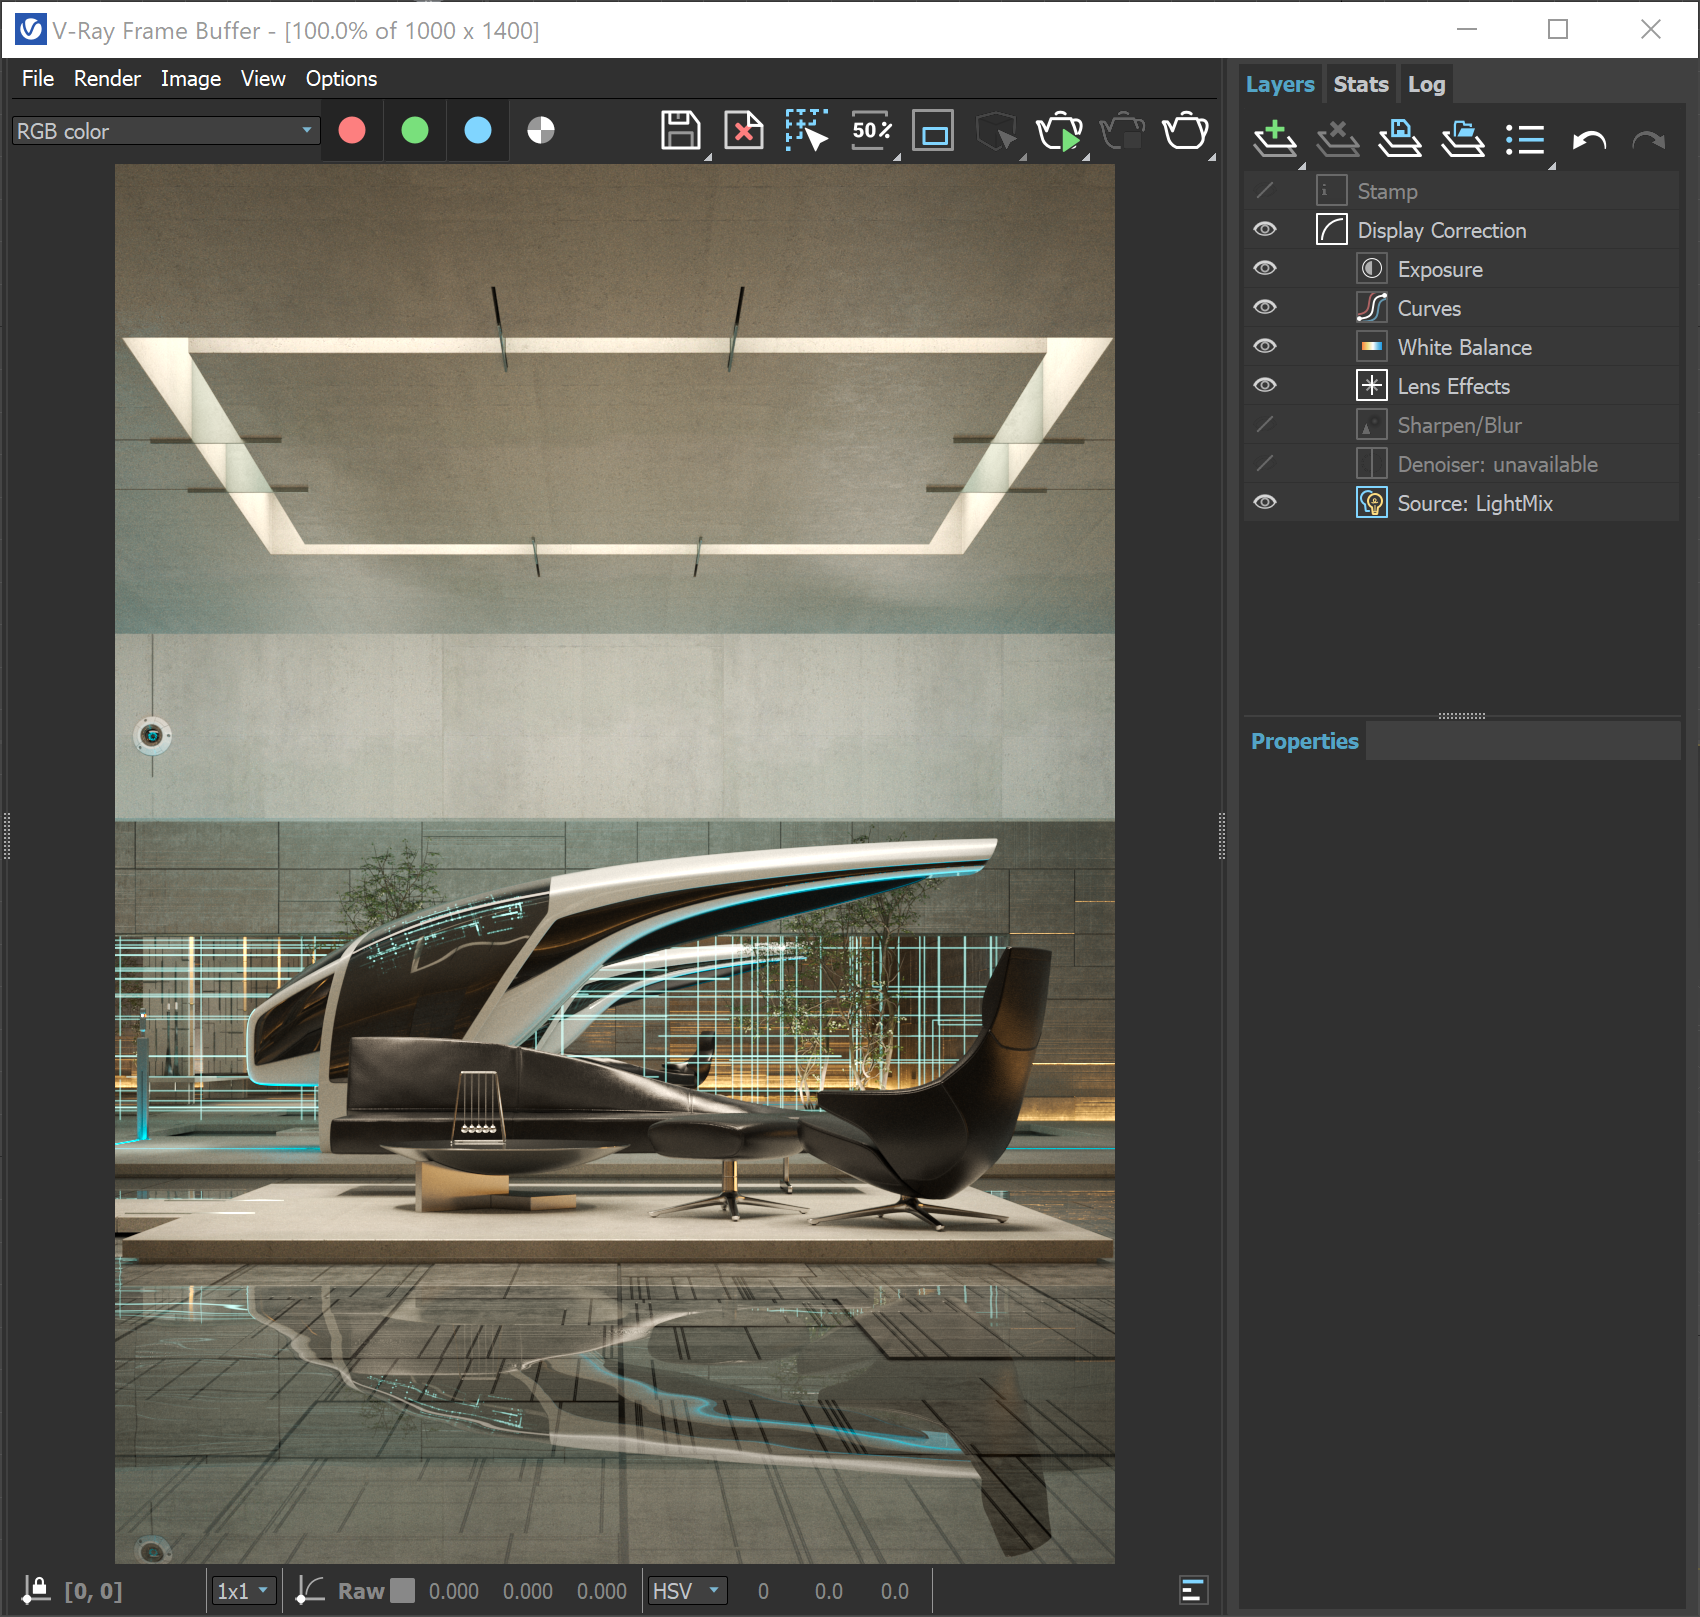 V-Ray Frame Buffer - [100.0% of 1000 x 1400]
File Render Image View Options
Layers Stats Log
RGB color
50%
Stamp
Display Correction
Exposure
Curves
White Balance
Lens Effects
Sharpen/Blur
Denoiser: unavailable
Source: LightMix
Properties
[0, 0] 1x1 Raw 0.000 0.000 0.000 HSV 0 0.0 0.0